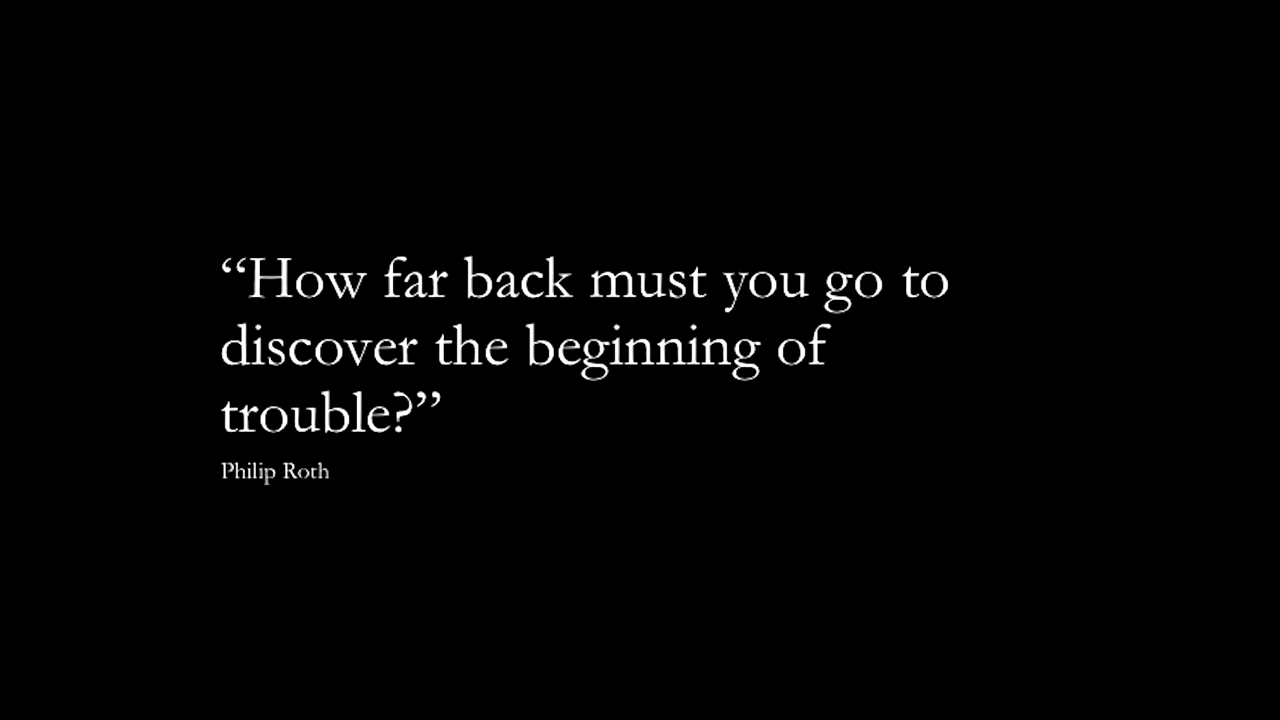 “How far back must you go to
discover the beginning of
trouble?”
Philip Roth